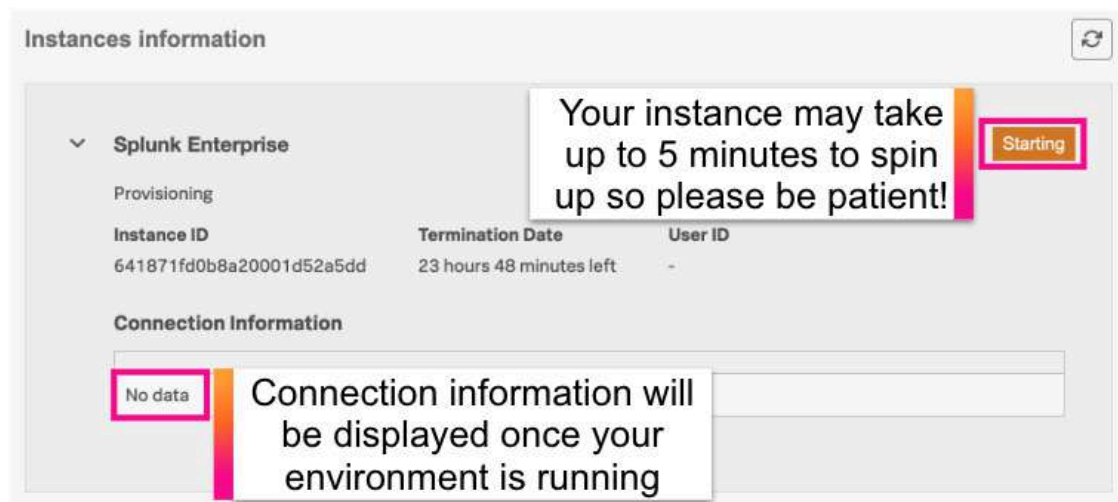 Instances information
Your instance may take
up to 5 minutes to spin
up so please be patient!
Splunk Enterprise
Starting
Provisioning
Instance ID
Termination Date
User ID
641871fd0b8a20001d52a5dd
23 hours 48 minutes left
-
Connection Information
No data
Connection information will
be displayed once your
environment is running